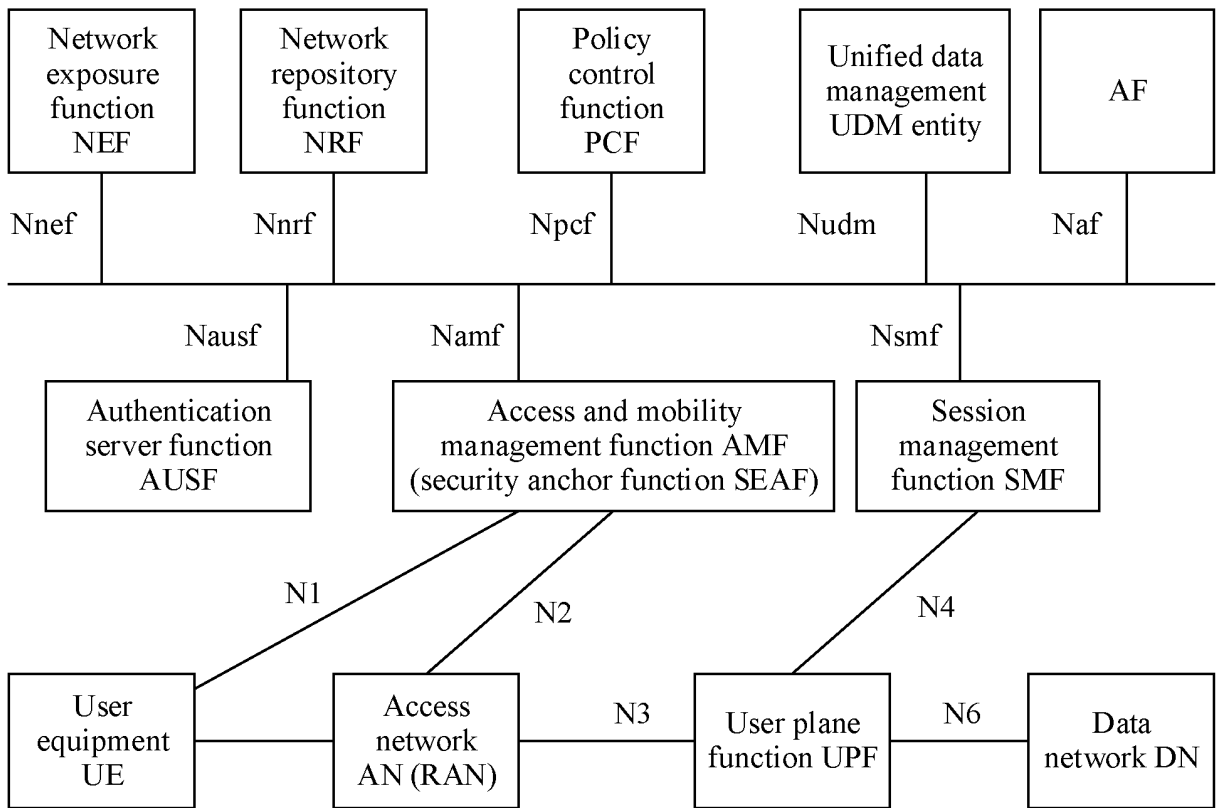 Network
exposure
function
NEF
Network
repository
function
NRF
Policy
control
function
PCF
Unified data
management
UDM entity
AF
Nnef
Nnrf
Npcf
Nudm
Naf
Nausf
Namf
Nsmf
Authentication
server function
AUSF
Access and mobility
management function AMF
(security anchor function SEAF)
Session
management
function SMF
N1
N2
N4
User
equipment
UE
Access
network
AN (RAN)
N3
User plane
function UPF
N6
Data
network DN